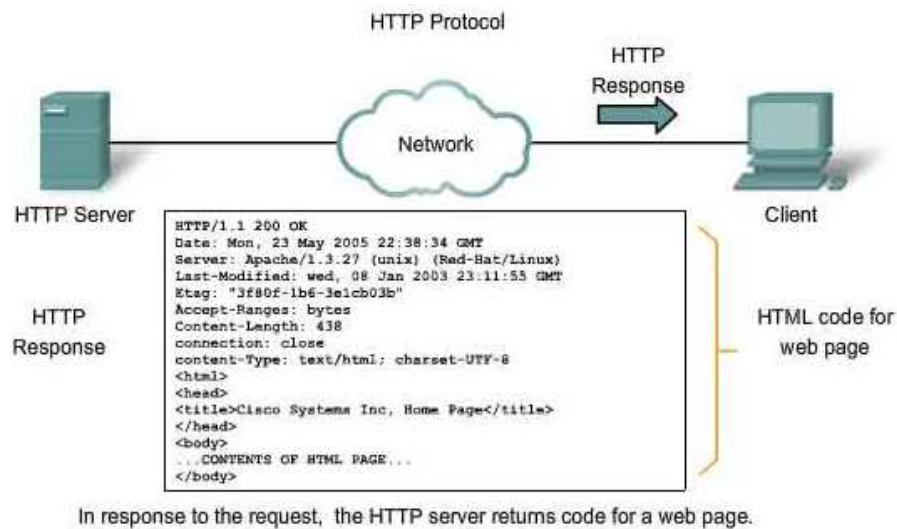 HTTP Protocol
HTTP
Response
Network
HTTP Server
Client
HTTP/1.1 200 OK
Date: Mon, 23 May 2005 22:38:34 GMT
Server: Apache/1.3.27 (unix) (Red-Hat/Linux)
Last-Modified: wed, 08 Jan 2003 23:11:55 GMT
Etag: "3f80f-1b6-3e1cb03b"
Accept-Ranges: bytes
Content-Length: 438
connection: close
content-Type: text/html; charset-UTF-8
<html>
<head>
<title>Cisco Systems Inc, Home Page</title>
</head>
<body>
...CONTENTS OF HTML PAGE...
</body>
HTTP
Response
HTML code for
web page
In response to the request, the HTTP server returns code for a web page.